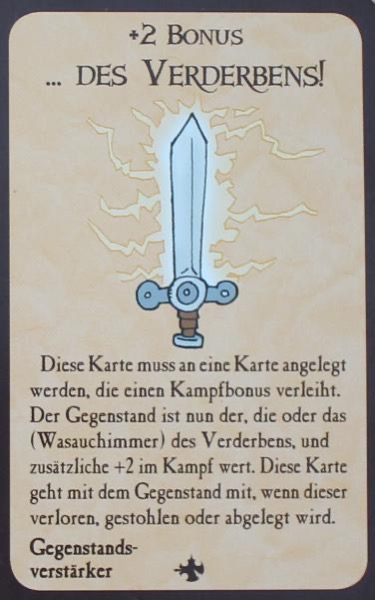 +2 Bonus
... des Verderbens!
Diese Karte muss an eine Karte angelegt
werden, die einen Kampfbonus verleiht.
Der Gegenstand ist nun der, die oder das
(Wasauchimmer) des Verderbens, und
zusätzliche +2 im Kampf wert. Diese Karte
geht mit dem Gegenstand mit, wenn dieser
verloren, gestohlen oder abgelegt wird.
Gegenstands-
verstärker